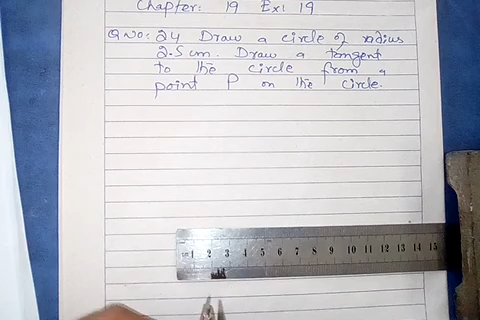 Chapter: 19 Ex: 19
Q No: 24 Draw a circle of radius
2.5 cm. Draw a tangent
to the circle from a
point P on the circle.
1 2 3 4 5 6 7 8 9 10 11 12 13 14 15